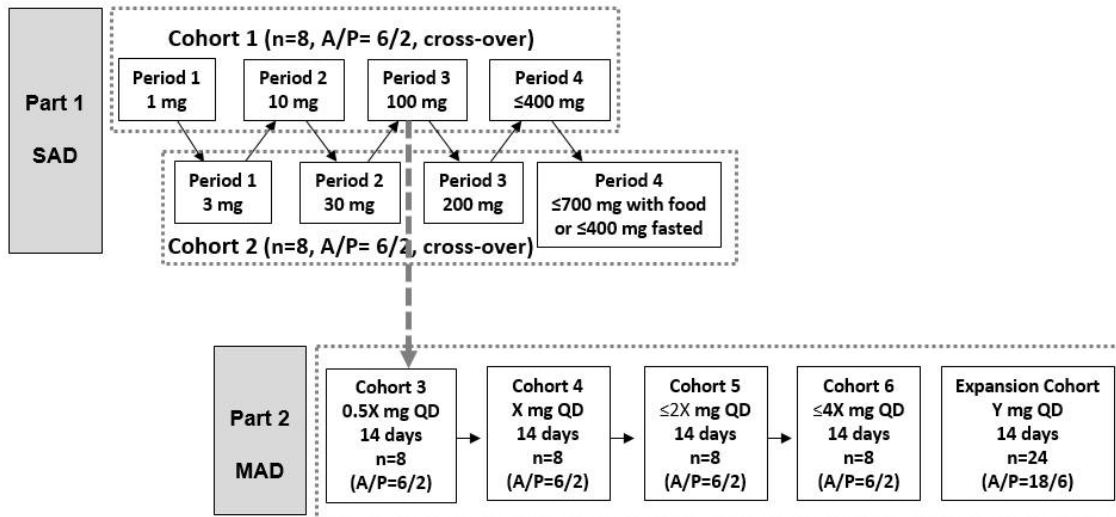 Part 1
SAD
Cohort 1 (n=8, A/P= 6/2, cross-over)
Period 1
1 mg
Period 2
10 mg
Period 3
100 mg
Period 4
≤400 mg
Period 1
3 mg
Period 2
30 mg
Period 3
200 mg
Period 4
≤700 mg with food
or ≤400 mg fasted
Cohort 2 (n=8, A/P= 6/2, cross-over)
Part 2
MAD
Cohort 3
0.5X mg QD
14 days
n=8
(A/P=6/2)
Cohort 4
X mg QD
14 days
n=8
(A/P=6/2)
Cohort 5
≤2X mg QD
14 days
n=8
(A/P=6/2)
Cohort 6
≤4X mg QD
14 days
n=8
(A/P=6/2)
Expansion Cohort
Y mg QD
14 days
n=24
(A/P=18/6)